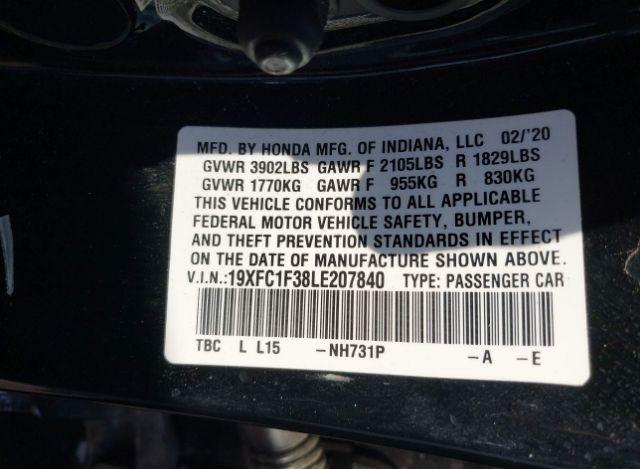 MFD. BY HONDA MFG. OF INDIANA, LLC 02/'20
GVWR 3902LBS GAWR F 2105LBS R 1829LBS
GVWR 1770KG GAWR F 955KG R 830KG
THIS VEHICLE CONFORMS TO ALL APPLICABLE
FEDERAL MOTOR VEHICLE SAFETY, BUMPER,
AND THEFT PREVENTION STANDARDS IN EFFECT
ON THE DATE OF MANUFACTURE SHOWN ABOVE.
V.I.N.:19XFC1F38LE207840 TYPE: PASSENGER CAR
TBC L L15 -NH731P -A -E